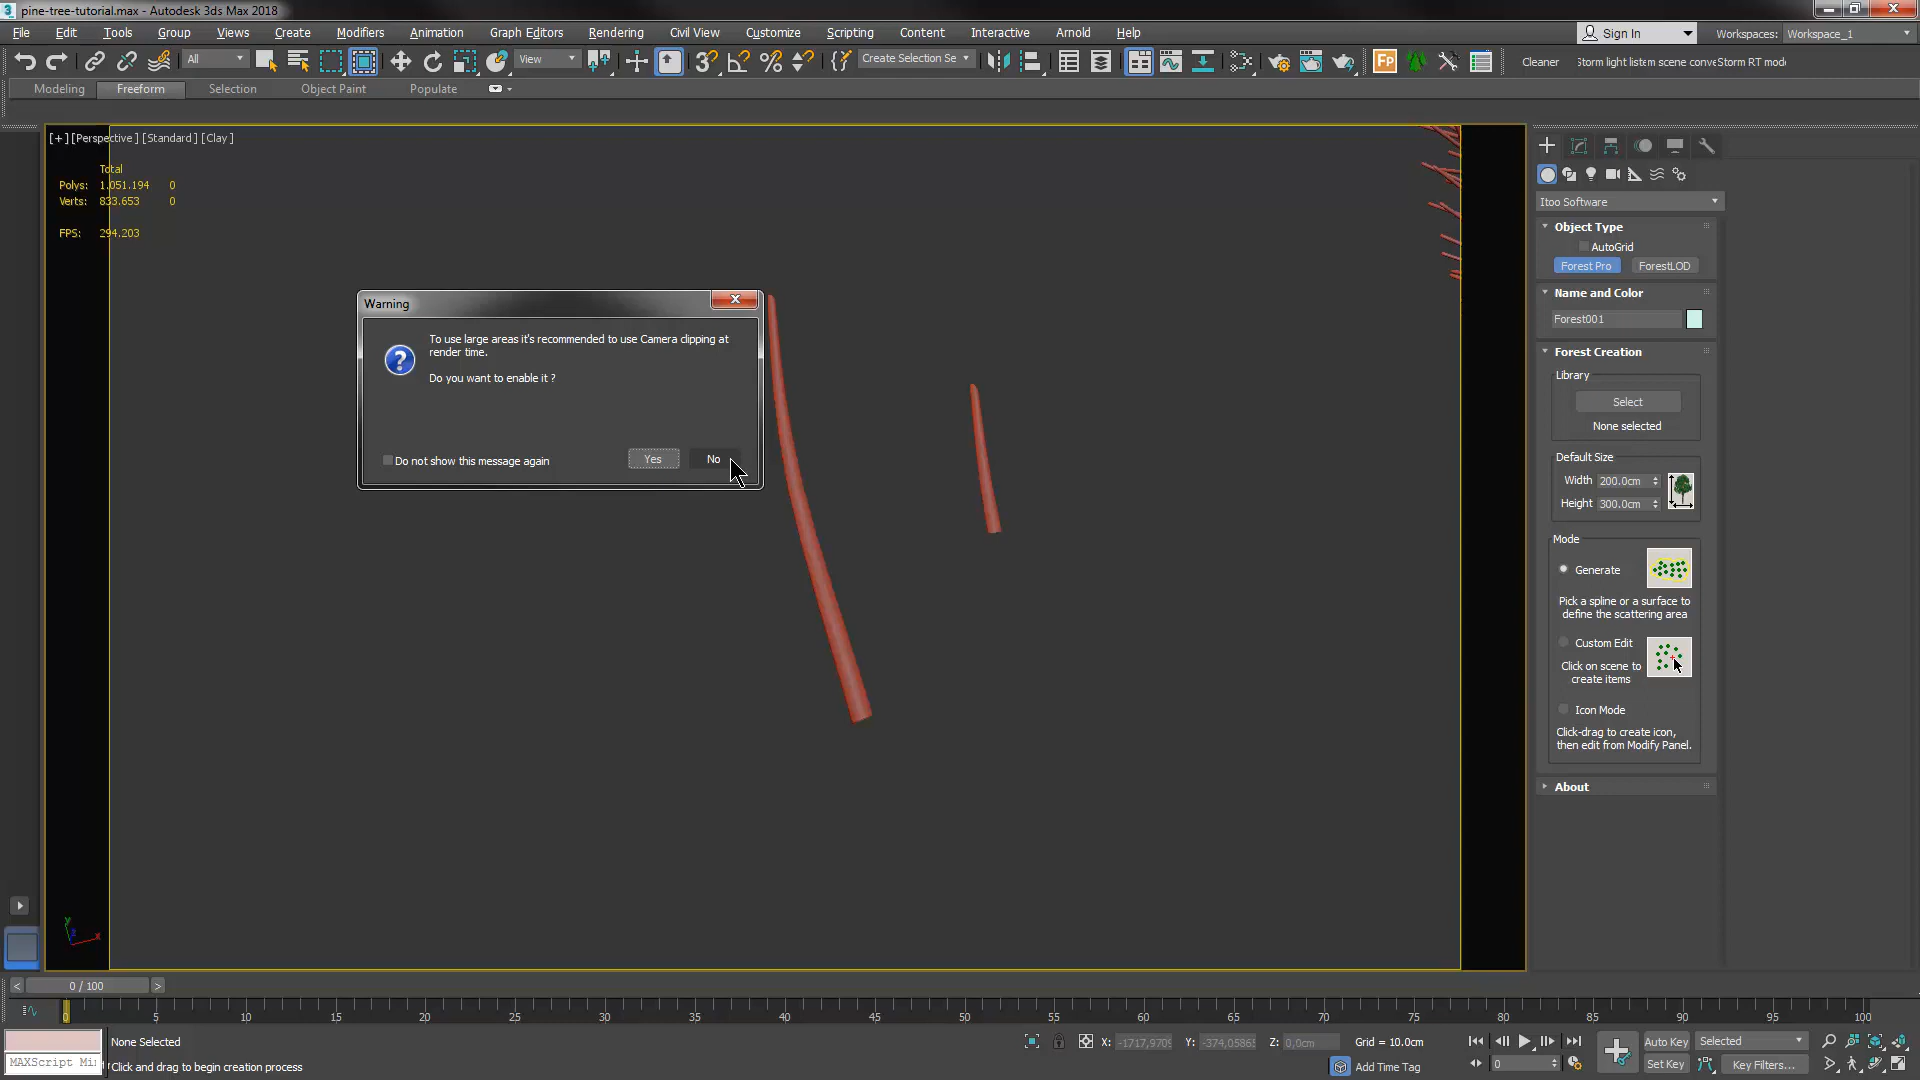 pine-tree-tutorial.max - Autodesk 3ds Max 2018
File Edit Tools Group Views Create Modifiers Animation Graph Editors Rendering Civil View Customize Scripting Content Interactive Arnold Help
Sign In
Workspaces: Workspace_1
All
View
Create Selection Se
Cleaner
Storm RT mode
Modeling Freeform Selection Object Paint Populate
[+] [Perspective] [Standard] [Clay]
Total
Polys: 1.051.194 0
Verts: 833.653 0
FPS: 294.203
Warning
To use large areas it's recommended to use Camera clipping at
render time.
Do you want to enable it ?
Do not show this message again
Yes No
Itoo Software
Object Type
AutoGrid
Forest Pro ForestLOD
Name and Color
Forest001
Forest Creation
Library
Select
None selected
Default Size
Width 200.0cm
Height 300.0cm
Mode
Generate
Pick a spline or a surface to
define the scattering area
Custom Edit
Click on scene to
create items
Icon Mode
Click-drag to create icon,
then edit from Modify Panel.
About
< 0 / 100 >
0 5 10 15 20 25 30 35 40 45 50 55 60 65 70 75 80 85 90 95 100
None Selected
X: -1717,9709 Y: -374,05865 Z: 0,0cm Grid = 10.0cm
Auto Key Selected
MAXScript Mi
Click and drag to begin creation process
Add Time Tag
0
Set Key Key Filters...